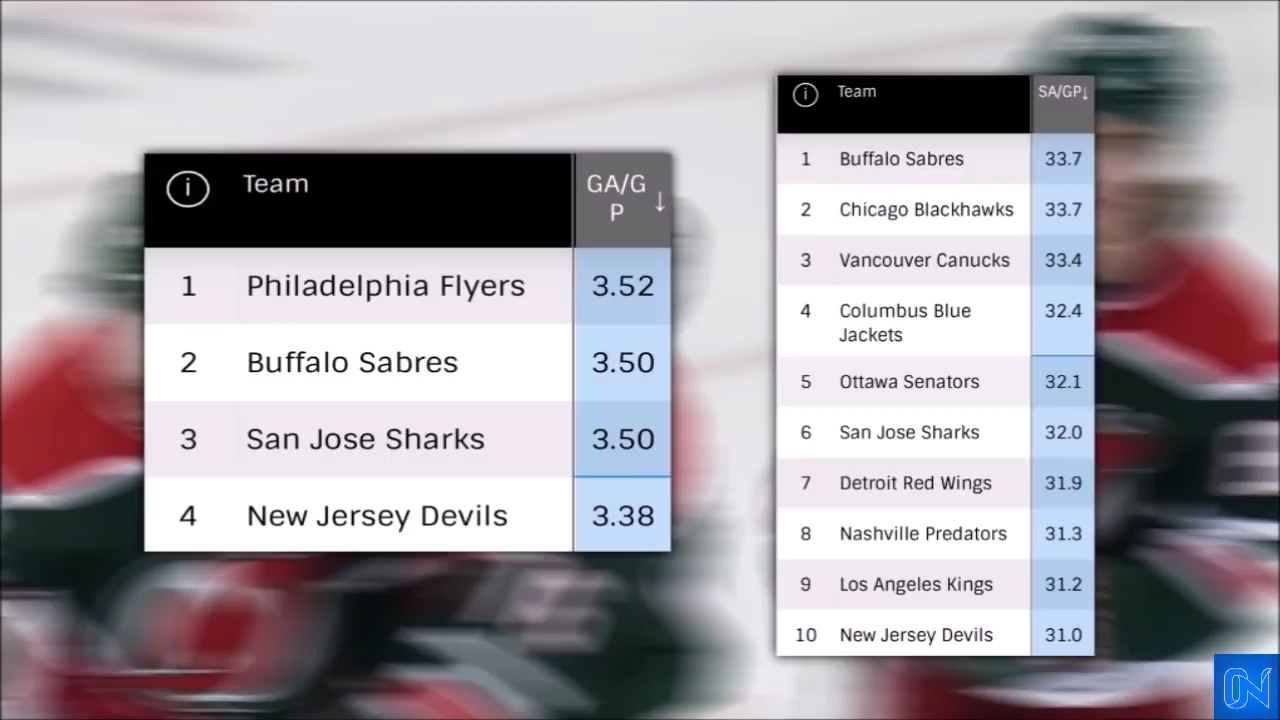 Team GA/G
P ↓
1 Philadelphia Flyers 3.52
2 Buffalo Sabres 3.50
3 San Jose Sharks 3.50
4 New Jersey Devils 3.38
Team SA/GP↓
1 Buffalo Sabres 33.7
2 Chicago Blackhawks 33.7
3 Vancouver Canucks 33.4
4 Columbus Blue 32.4
Jackets
5 Ottawa Senators 32.1
6 San Jose Sharks 32.0
7 Detroit Red Wings 31.9
8 Nashville Predators 31.3
9 Los Angeles Kings 31.2
10 New Jersey Devils 31.0